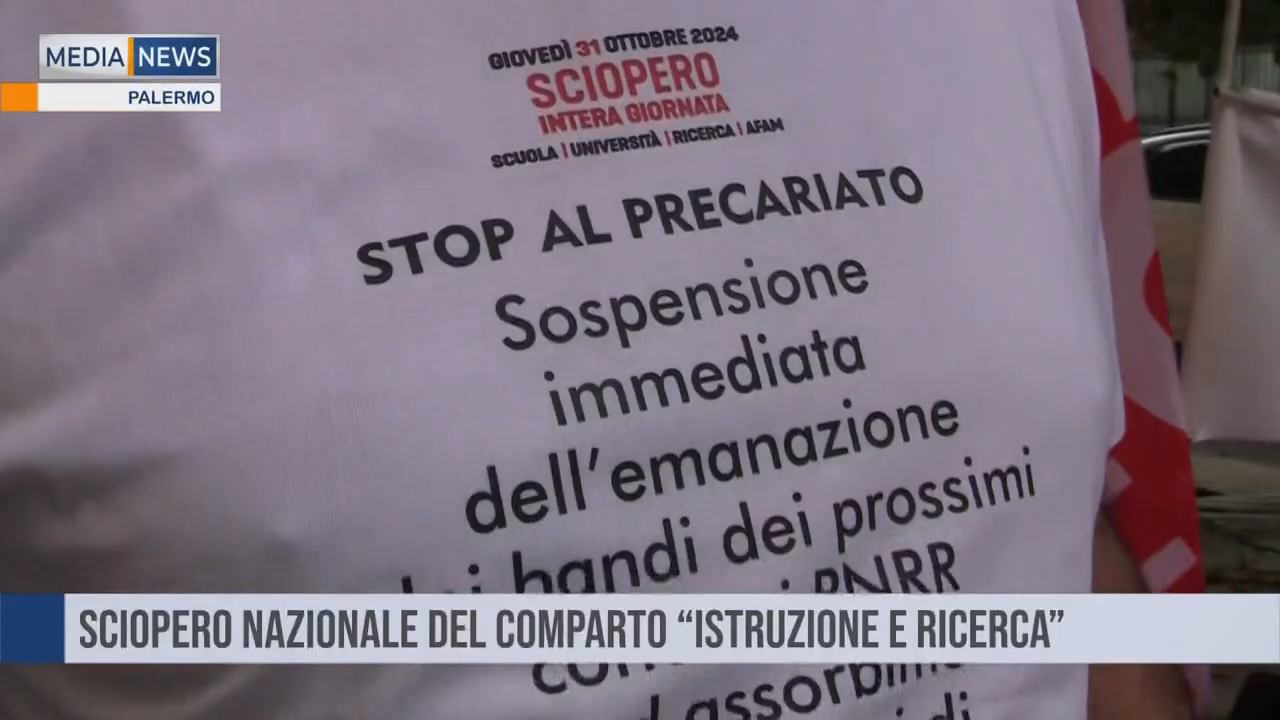 MEDIA NEWS
PALERMO
GIOVEDÌ 31 OTTOBRE 2024
SCIOPERO
INTERA GIORNATA
SCUOLA | UNIVERSITÀ | RICERCA | AFAM
STOP AL PRECARIATO
Sospensione
immediata
dell'emanazione
bandi dei prossimi
PNRR
SCIOPERO NAZIONALE DEL COMPARTO “ISTRUZIONE E RICERCA”
di